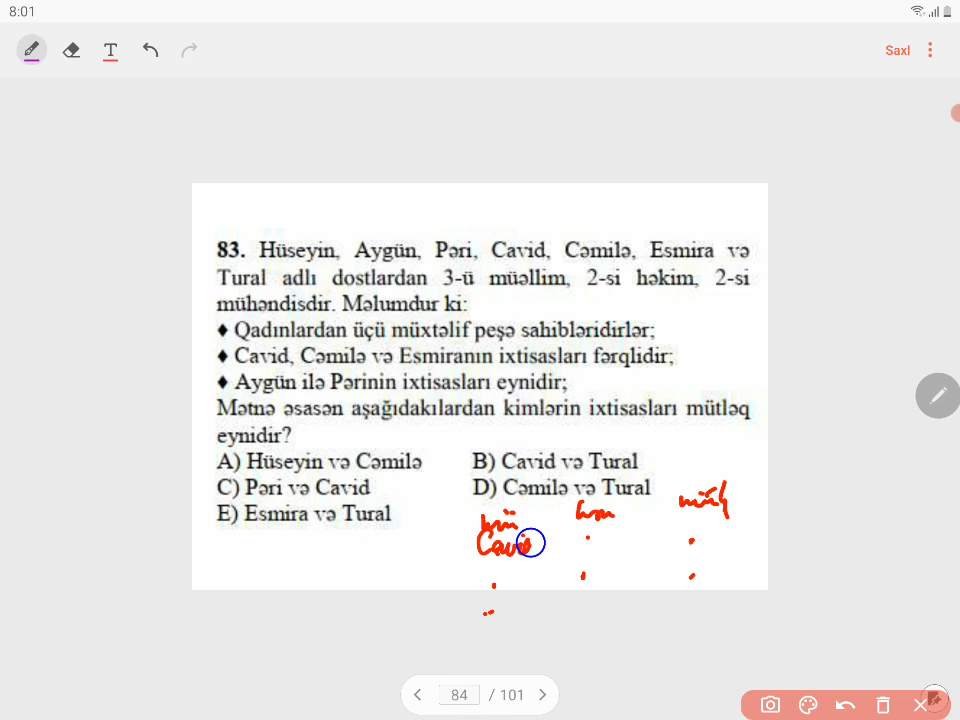 8:01
T
Saxl
83. Hüseyin, Aygün, Pəri, Cavid, Cəmilə, Esmira və
Tural adlı dostlardan 3-ü müəllim, 2-si həkim, 2-si
mühəndisdir. Məlumdur ki:
♦ Qadınlardan üçü müxtəlif peşə sahibləridirlər;
♦ Cavid, Cəmilə və Esmiranın ixtisasları fərqlidir;
♦ Aygün ilə Pərinin ixtisasları eynidir;
Mətnə əsasən aşağıdakılardan kimlərin ixtisasları mütləq
eynidir?
A) Hüseyin və Cəmilə B) Cavid və Tural
C) Pəri və Cavid D) Cəmilə və Tural
E) Esmira və Tural
Cavid
84 / 101